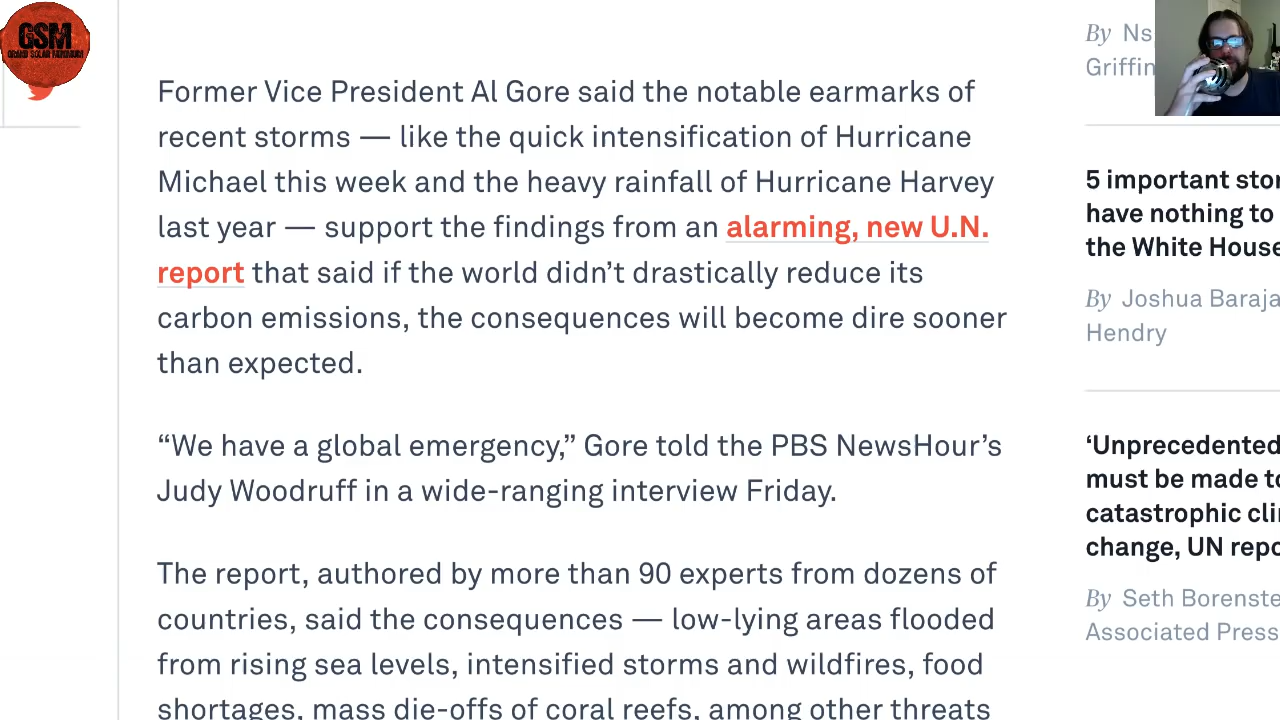 GSM
GRAND SOLAR MINIMUM
Former Vice President Al Gore said the notable earmarks of
recent storms — like the quick intensification of Hurricane
Michael this week and the heavy rainfall of Hurricane Harvey
last year — support the findings from an alarming, new U.N.
report that said if the world didn’t drastically reduce its
carbon emissions, the consequences will become dire sooner
than expected.
“We have a global emergency,” Gore told the PBS NewsHour’s
Judy Woodruff in a wide-ranging interview Friday.
The report, authored by more than 90 experts from dozens of
countries, said the consequences — low-lying areas flooded
from rising sea levels, intensified storms and wildfires, food
shortages, mass die-offs of coral reefs, among other threats
By Ns
Griffin
5 important stor
have nothing to
the White House
By Joshua Baraja
Hendry
‘Unprecedented
must be made to
catastrophic cli
change, UN repo
By Seth Borenste
Associated Press